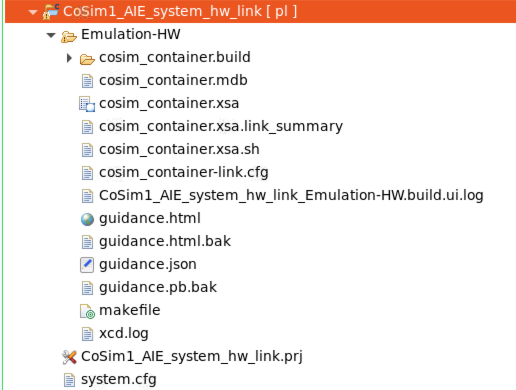 CoSim1_AIE_system_hw_link [ pl ]
Emulation-HW
cosim_container.build
cosim_container.mdb
cosim_container.xsa
cosim_container.xsa.link_summary
cosim_container.xsa.sh
cosim_container-link.cfg
CoSim1_AIE_system_hw_link_Emulation-HW.build.ui.log
guidance.html
guidance.html.bak
guidance.json
guidance.pb.bak
makefile
xcd.log
CoSim1_AIE_system_hw_link.prj
system.cfg